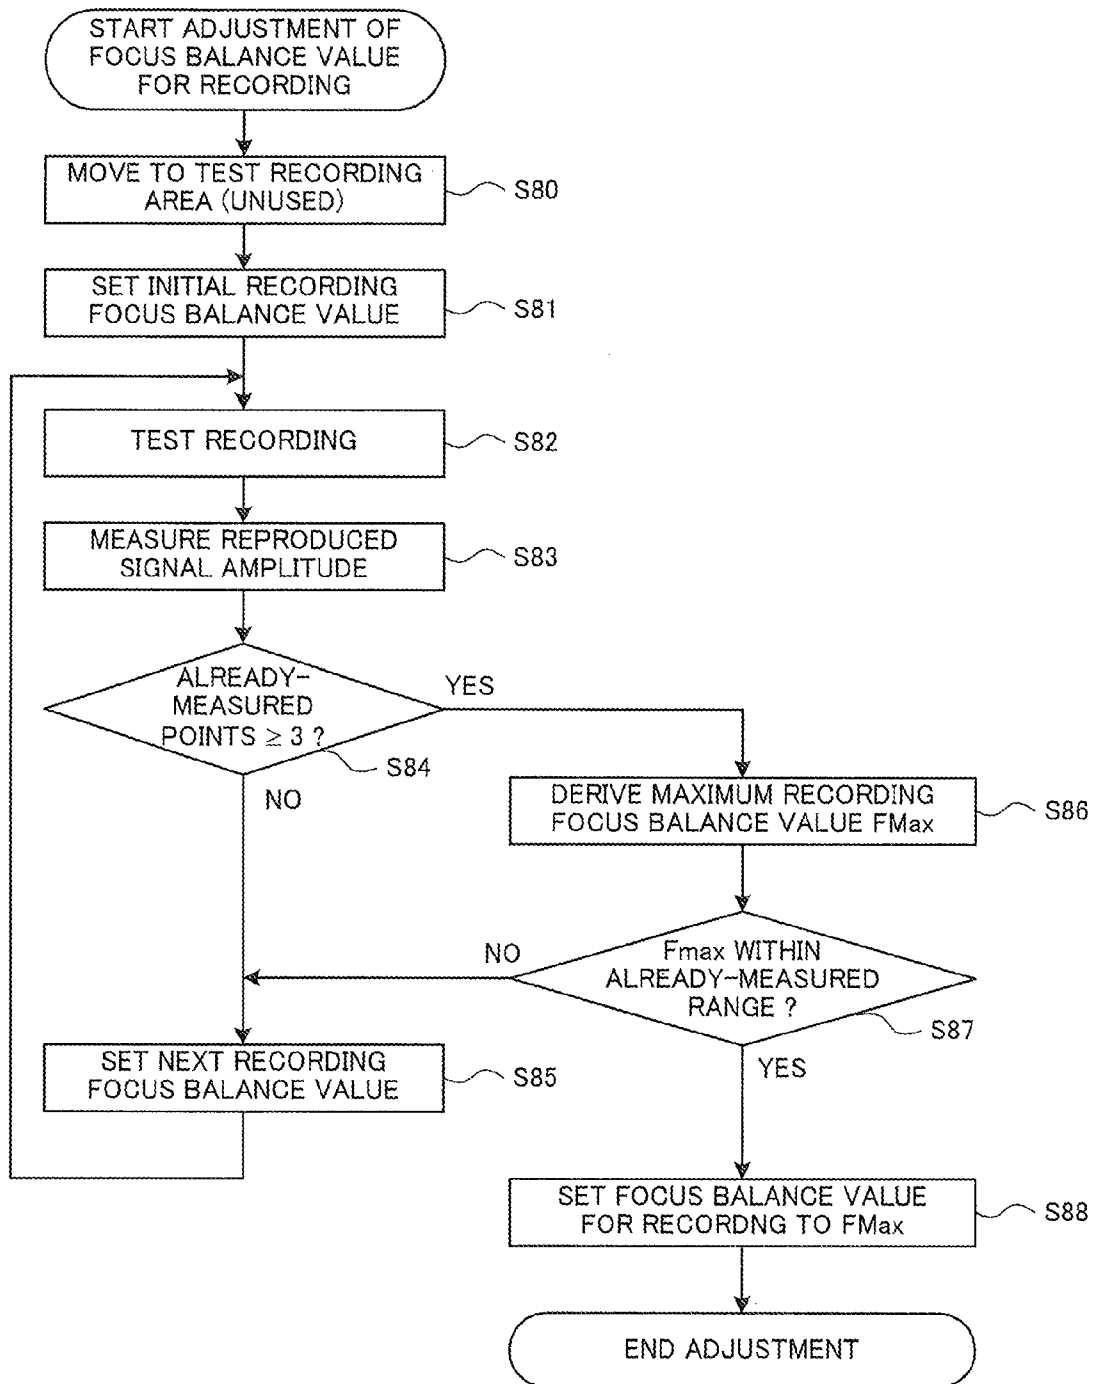 START ADJUSTMENT OF
FOCUS BALANCE VALUE
FOR RECORDING
MOVE TO TEST RECORDING
AREA (UNUSED)
S80
SET INITIAL RECORDING
FOCUS BALANCE VALUE
S81
TEST RECORDING
S82
MEASURE REPRODUCED
SIGNAL AMPLITUDE
S83
ALREADY-
MEASURED
POINTS ≥ 3 ?
S84
YES
NO
DERIVE MAXIMUM RECORDING
FOCUS BALANCE VALUE FMax
S86
Fmax WITHIN
ALREADY-MEASURED
RANGE ?
S87
NO
YES
SET NEXT RECORDING
FOCUS BALANCE VALUE
S85
SET FOCUS BALANCE VALUE
FOR RECORDNG TO FMax
S88
END ADJUSTMENT